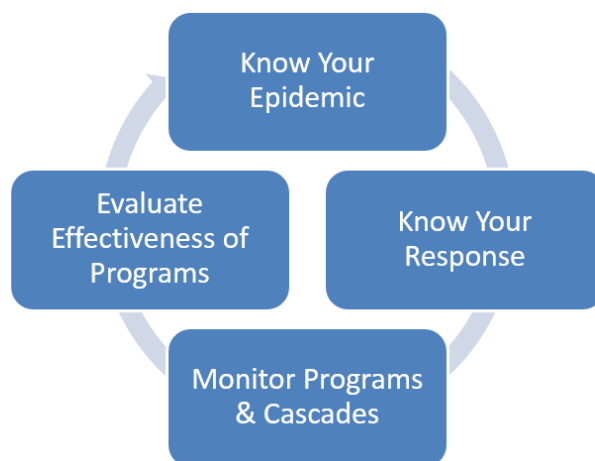 Know Your
Epidemic
Know Your
Response
Monitor Programs
& Cascades
Evaluate
Effectiveness of
Programs